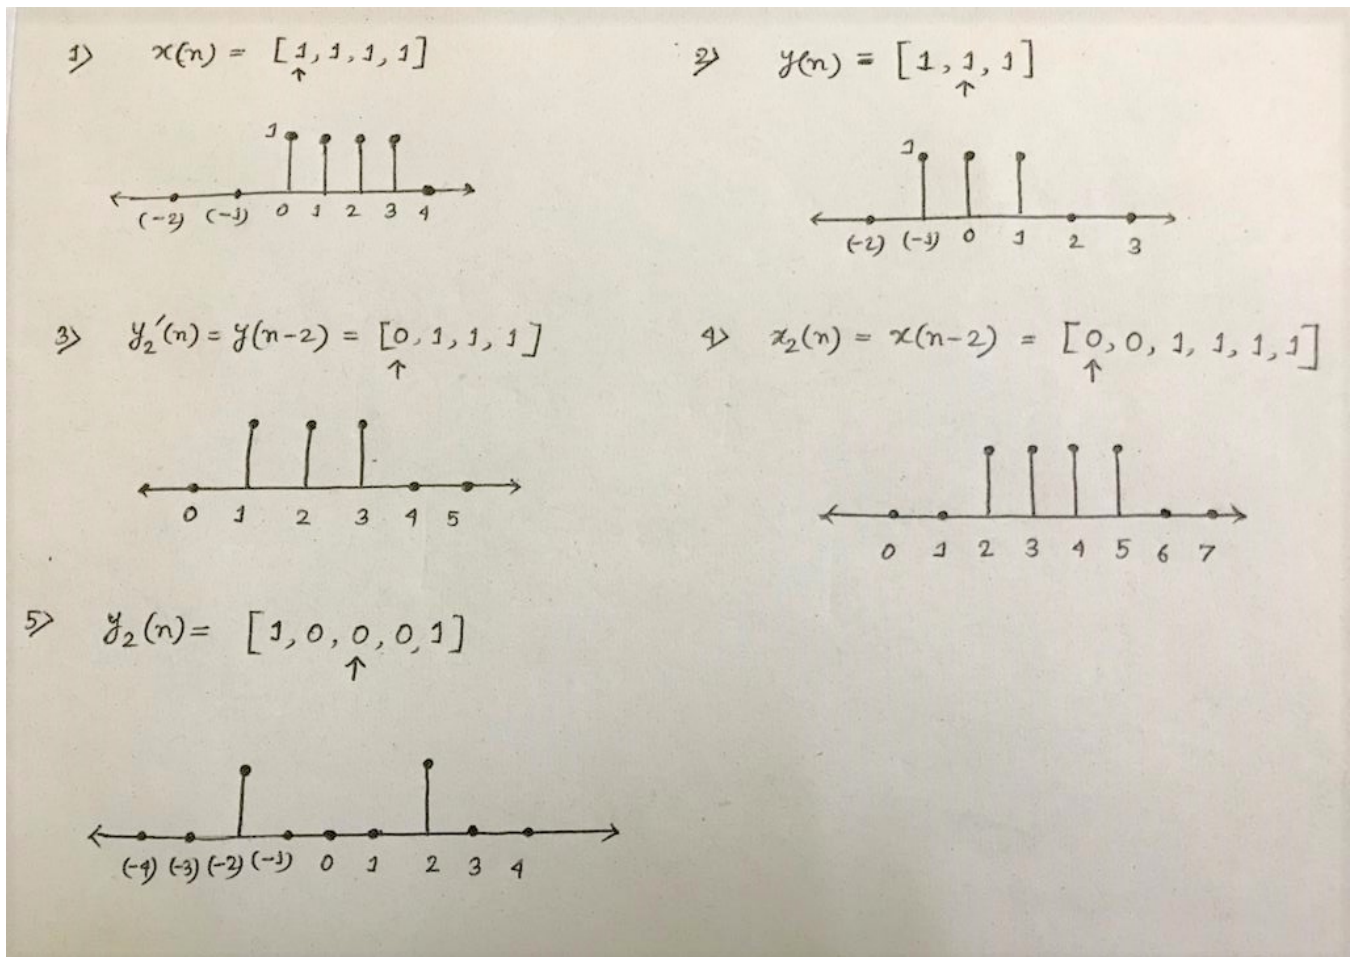 1) x(n) = [1, 1, 1, 1]
↑
1
(-2) (-1) 0 1 2 3 4
2) y(n) = [1, 1, 1]
↑
1
(-2) (-1) 0 1 2 3
3) y₂′(n) = y(n-2) = [0, 1, 1, 1]
↑
0 1 2 3 4 5
4) x₂(n) = x(n-2) = [0, 0, 1, 1, 1, 1]
↑
0 1 2 3 4 5 6 7
5) y₂(n) = [1, 0, 0, 0, 1]
↑
(-4) (-3) (-2) (-1) 0 1 2 3 4